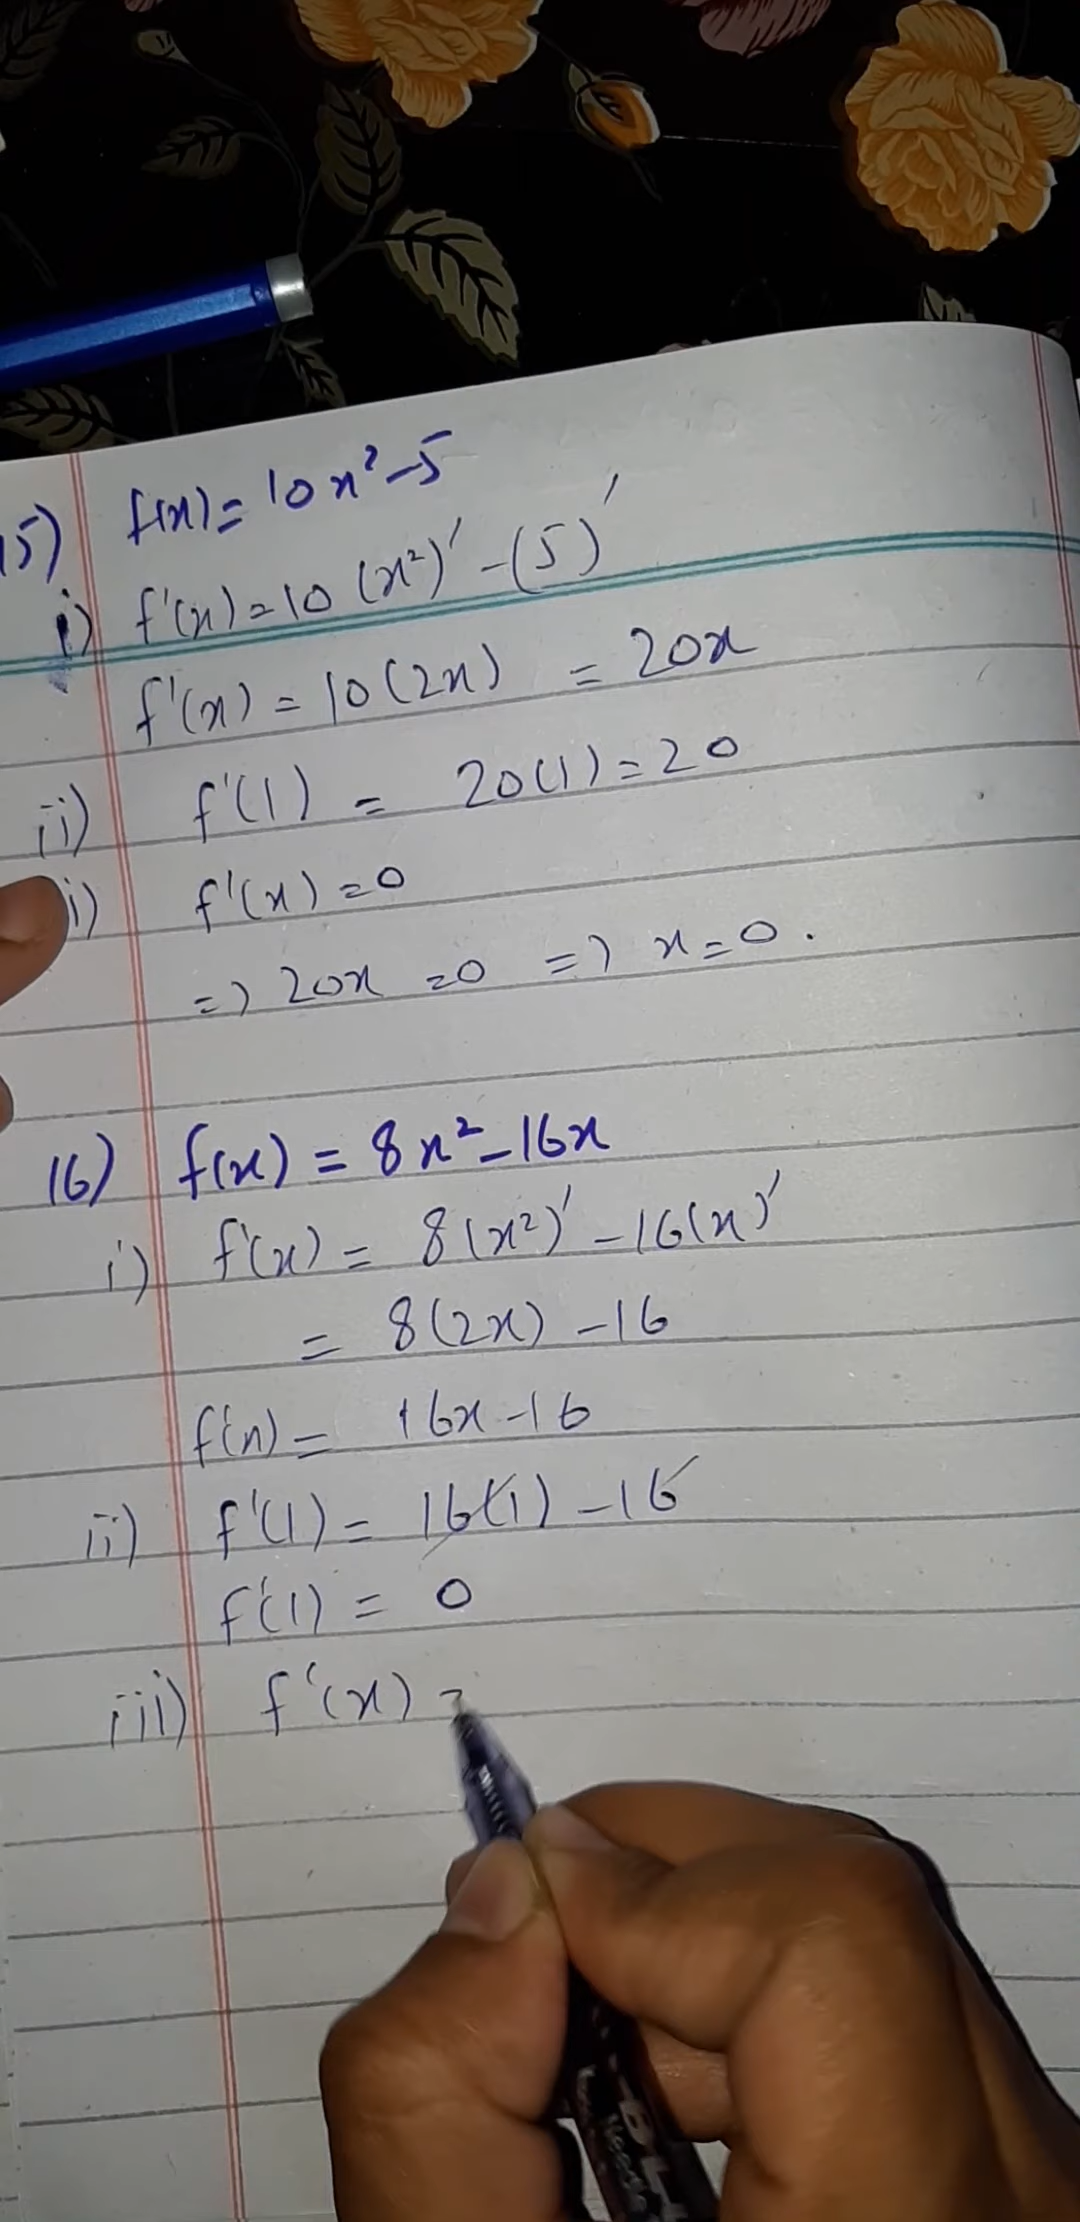 15) f(x) = 10x² - 5
i) f'(x) = 10(x²)' - (5)'
f'(x) = 10(2x) = 20x
ii) f'(1) = 20(1) = 20
i) f'(x) = 0
=> 20x = 0 => x = 0.
16) f(x) = 8x² - 16x
i) f'(x) = 8(x²)' - 16(x)'
= 8(2x) - 16
f'(x) = 16x - 16
ii) f'(1) = 16(1) - 16
f'(1) = 0
iii) f'(x) =